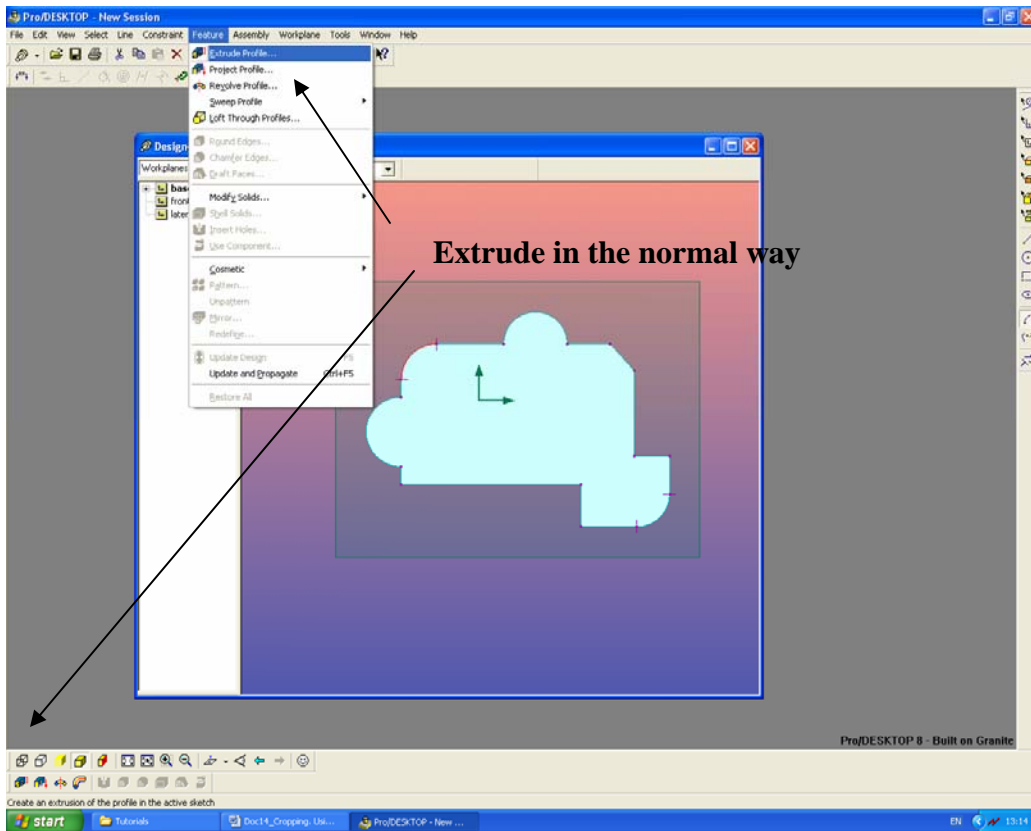 Pro/DESKTOP - New Session
File Edit View Select Line Constraint Feature Assembly Workplane Tools Window Help
Extrude Profile...
Project Profile...
Revolve Profile...
Sweep Profile
Loft Through Profiles...
Round Edges...
Chamfer Edges...
Draft Faces...
Modify Solids...
Shell Solids...
Insert Holes...
Use Component...
Cosmetic
Pattern...
Unpattern
Mirror...
Redefine...
Update Design F5
Update and Propagate Ctrl+F5
Restore All
Design
Workplanes
base
fron
later
Extrude in the normal way
Pro/DESKTOP 8 - Built on Granite
Create an extrusion of the profile in the active sketch
start Tutorials Doc14_Cropping. Usi... Pro/DESKTOP - New ... EN 13:14